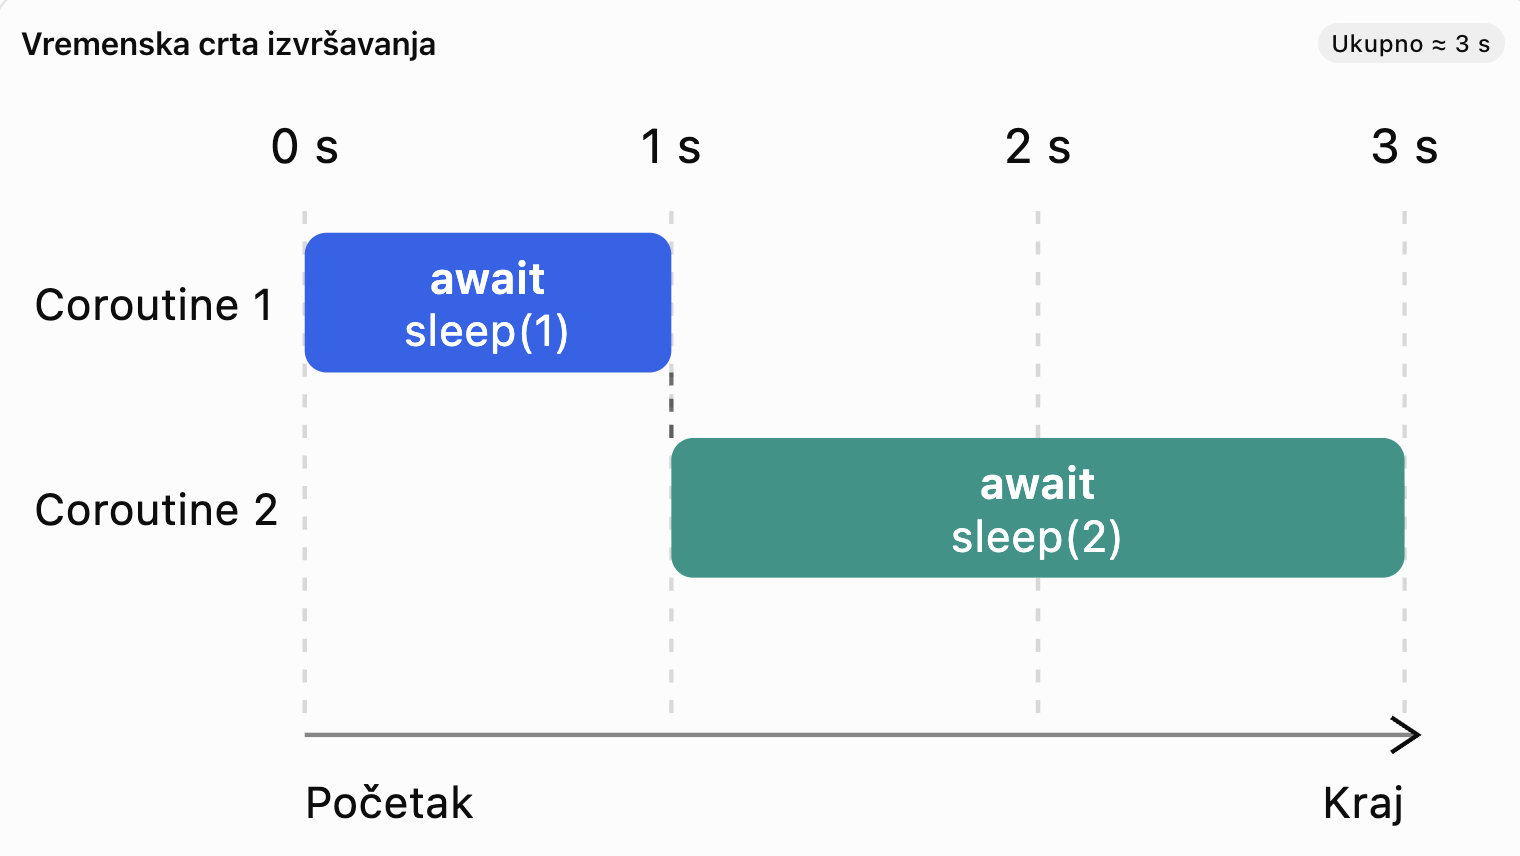 Vremenska crta izvršavanja
Ukupno ≈ 3 s
0 s
1 s
2 s
3 s
Coroutine 1
await
sleep(1)
Coroutine 2
await
sleep(2)
Početak
Kraj